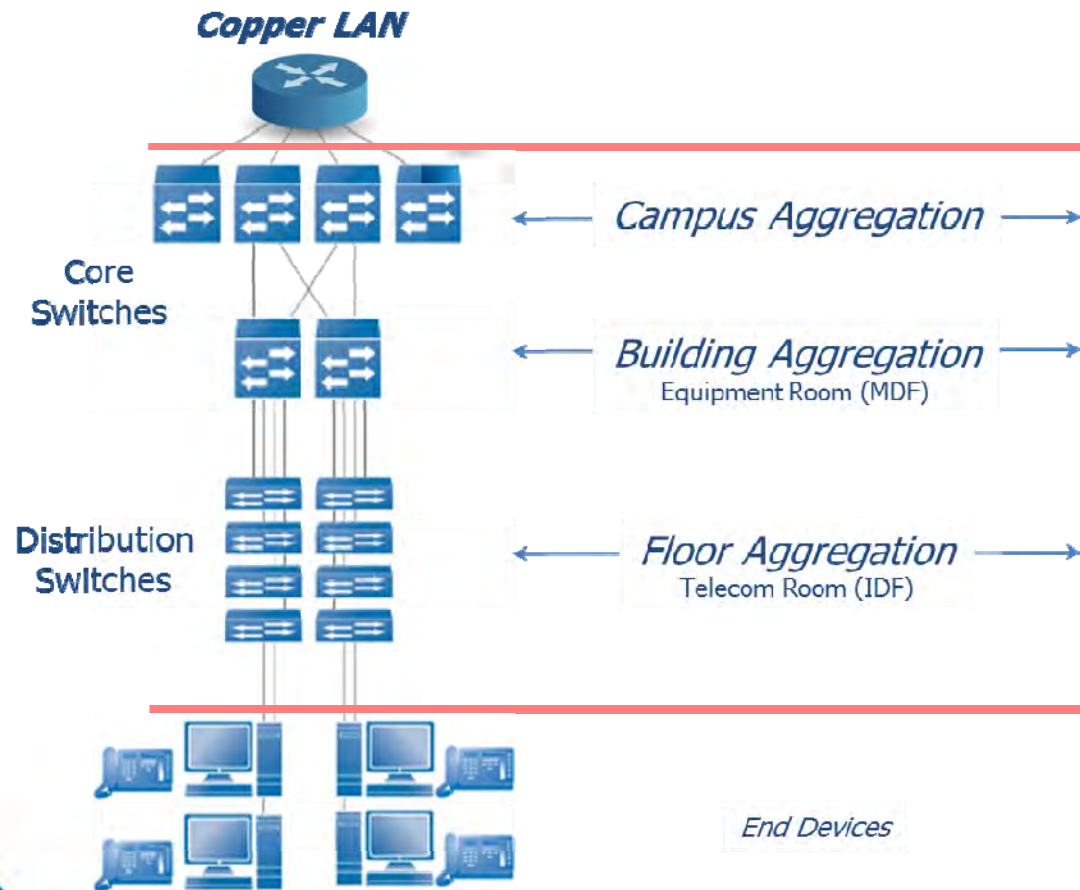 Copper LAN
Campus Aggregation
Core
Switches
Building Aggregation
Equipment Room (MDF)
Distribution
Switches
Floor Aggregation
Telecom Room (IDF)
End Devices